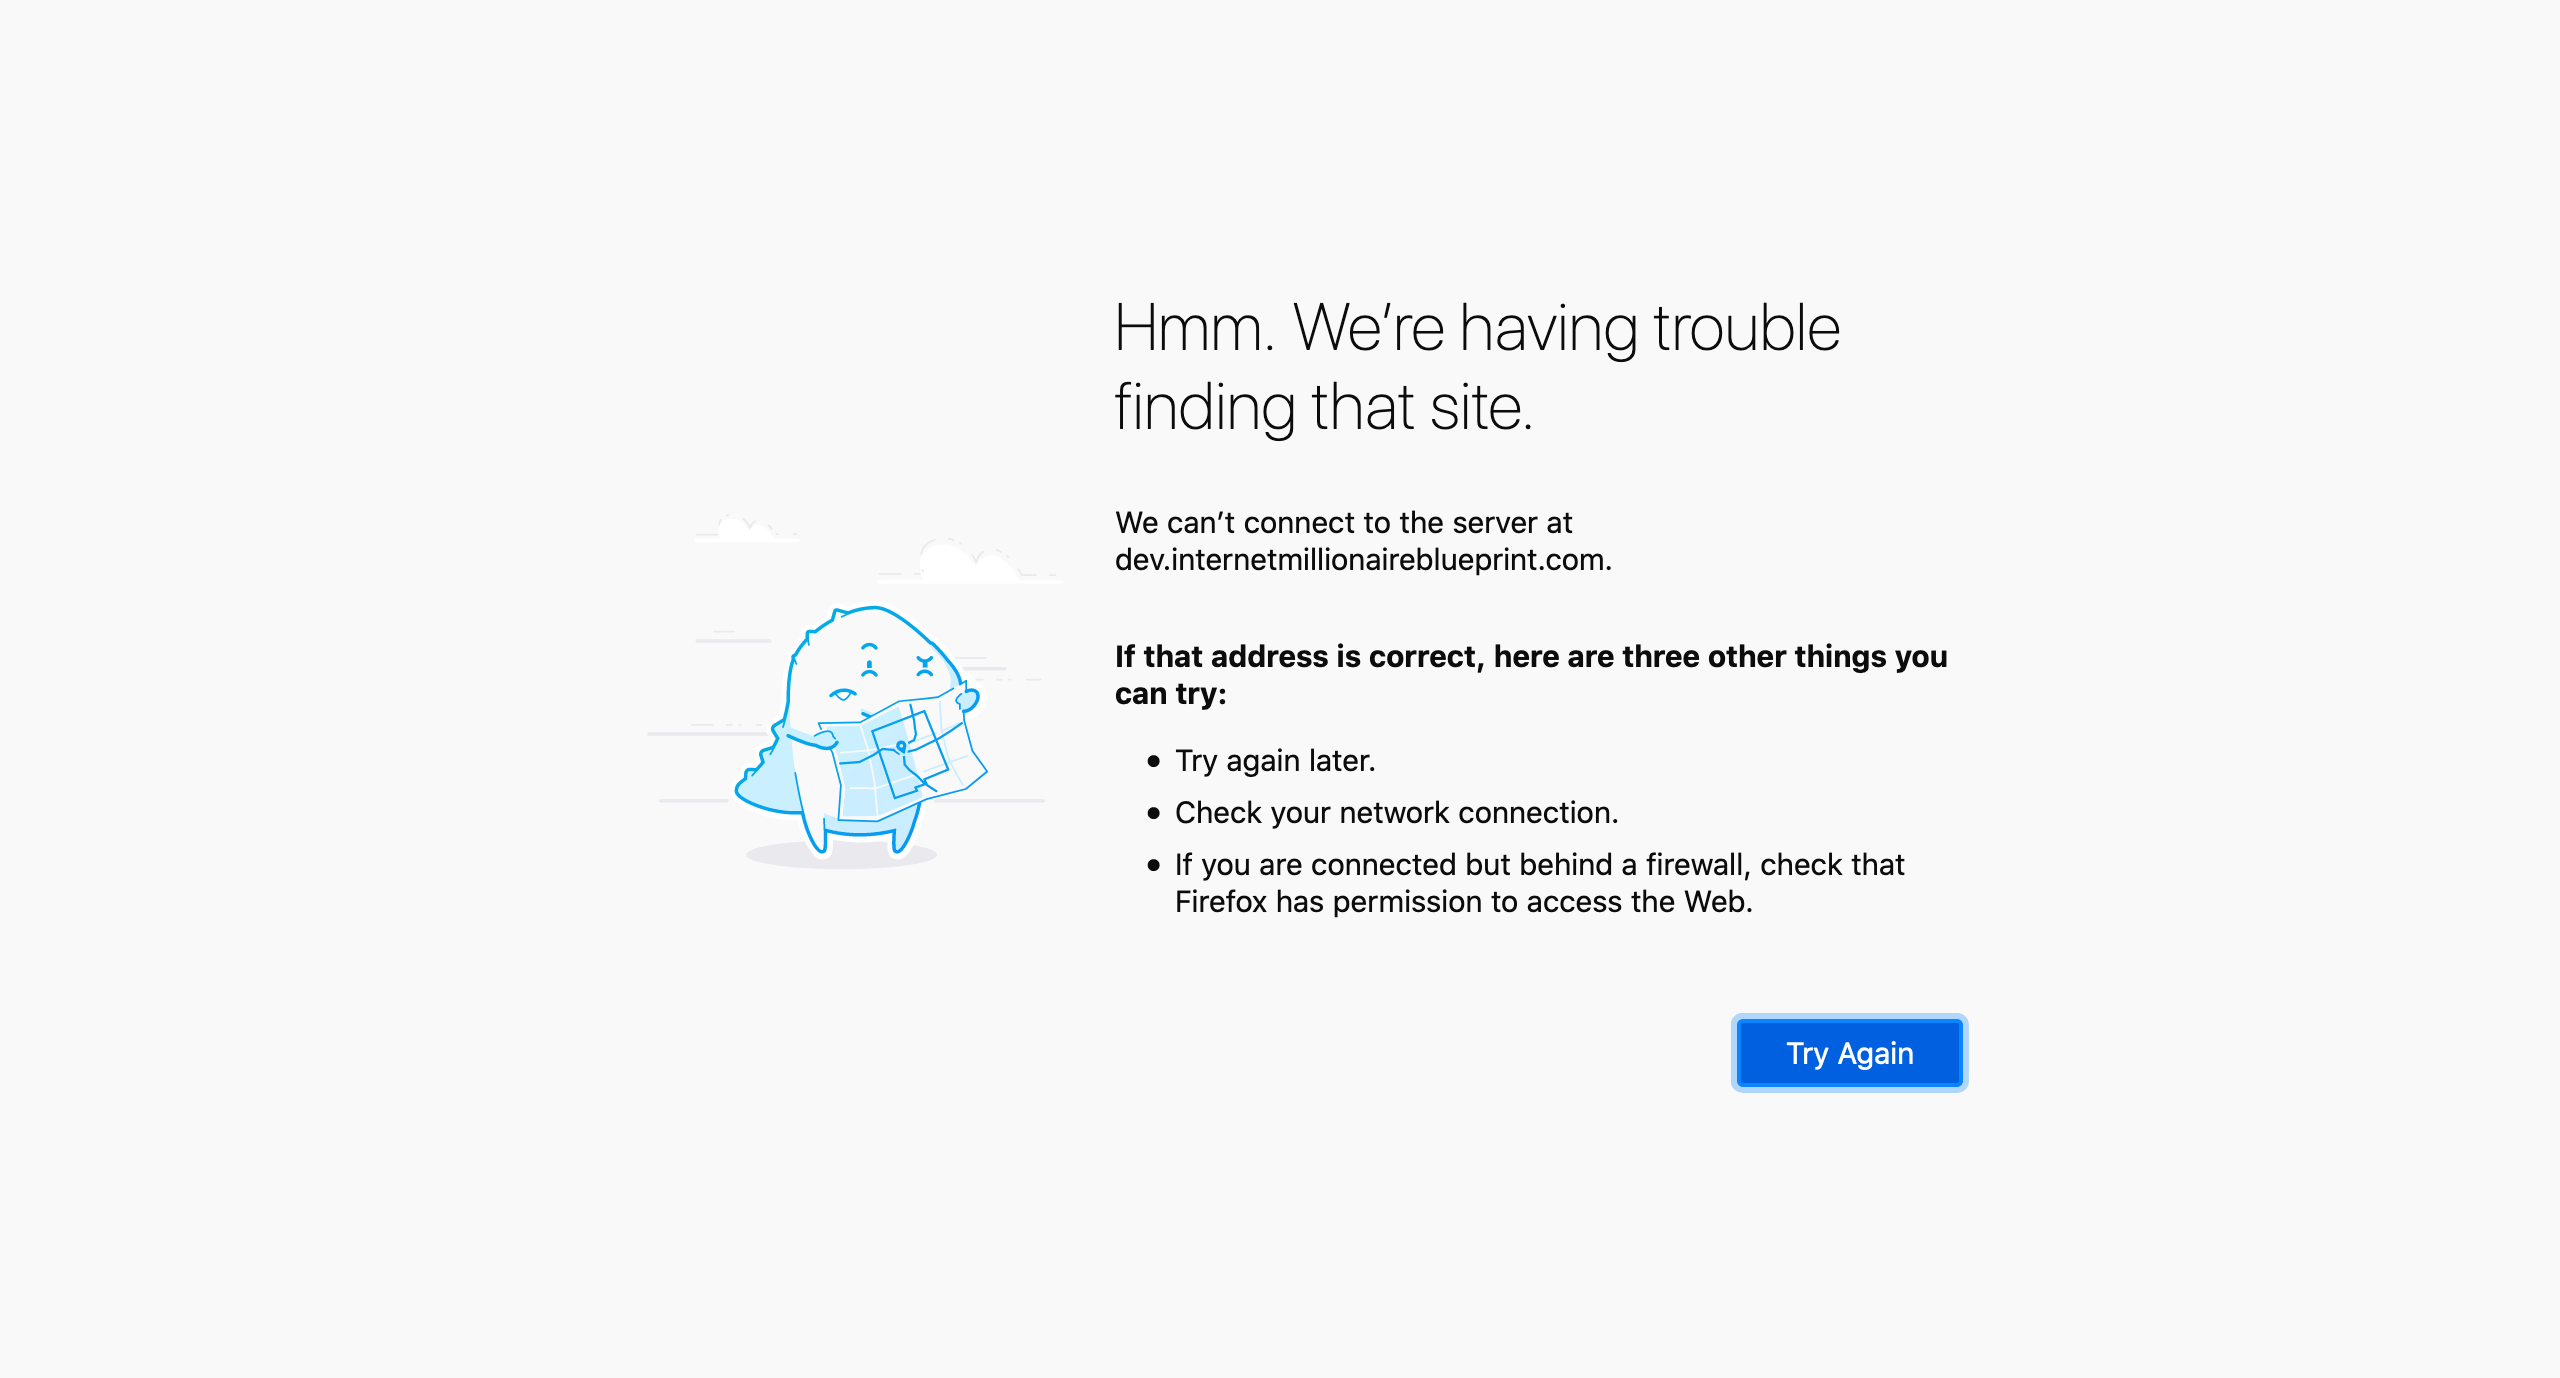 Hmm. We’re having trouble
finding that site.
We can’t connect to the server at
dev.internetmillionaireblueprint.com.
If that address is correct, here are three other things you
can try:
• Try again later.
• Check your network connection.
• If you are connected but behind a firewall, check that
Firefox has permission to access the Web.
Try Again